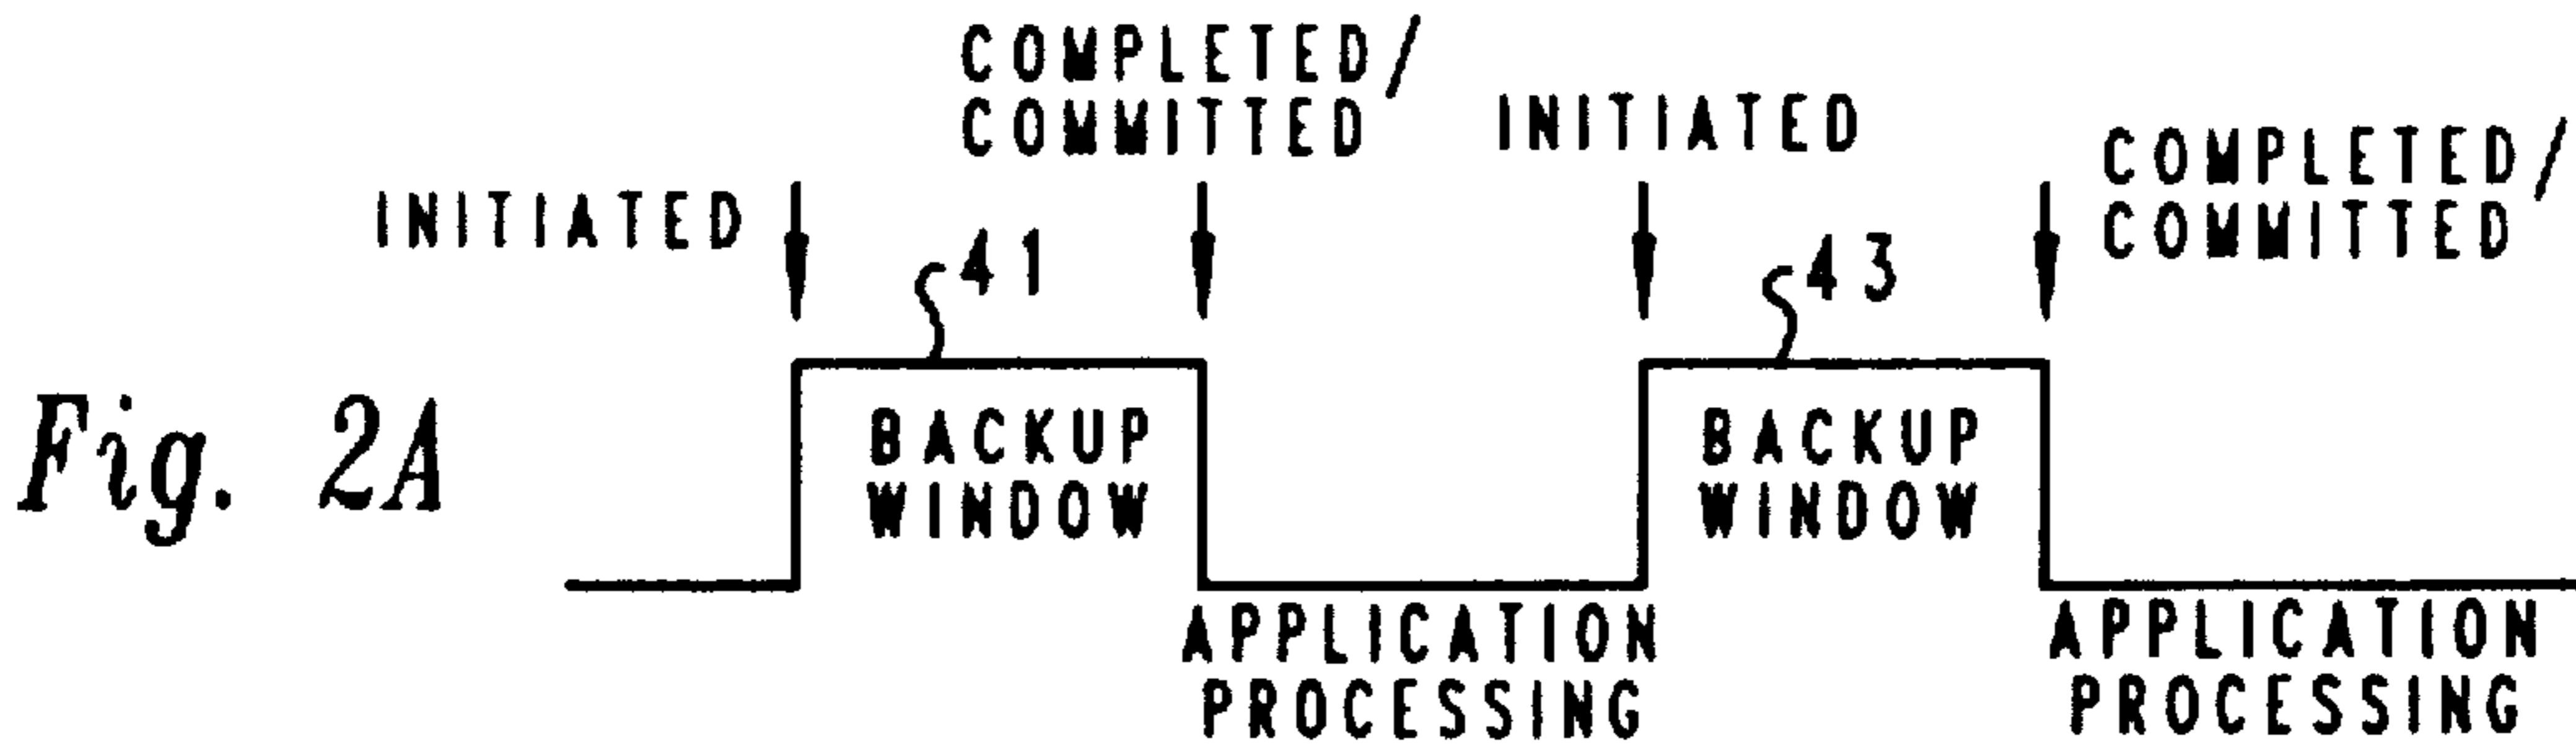 COMPLETED/
COMMITTED
INITIATED
COMPLETED/
COMMITTED
INITIATED
41
43
Fig. 2A
BACKUP
WINDOW
BACKUP
WINDOW
APPLICATION
PROCESSING
APPLICATION
PROCESSING